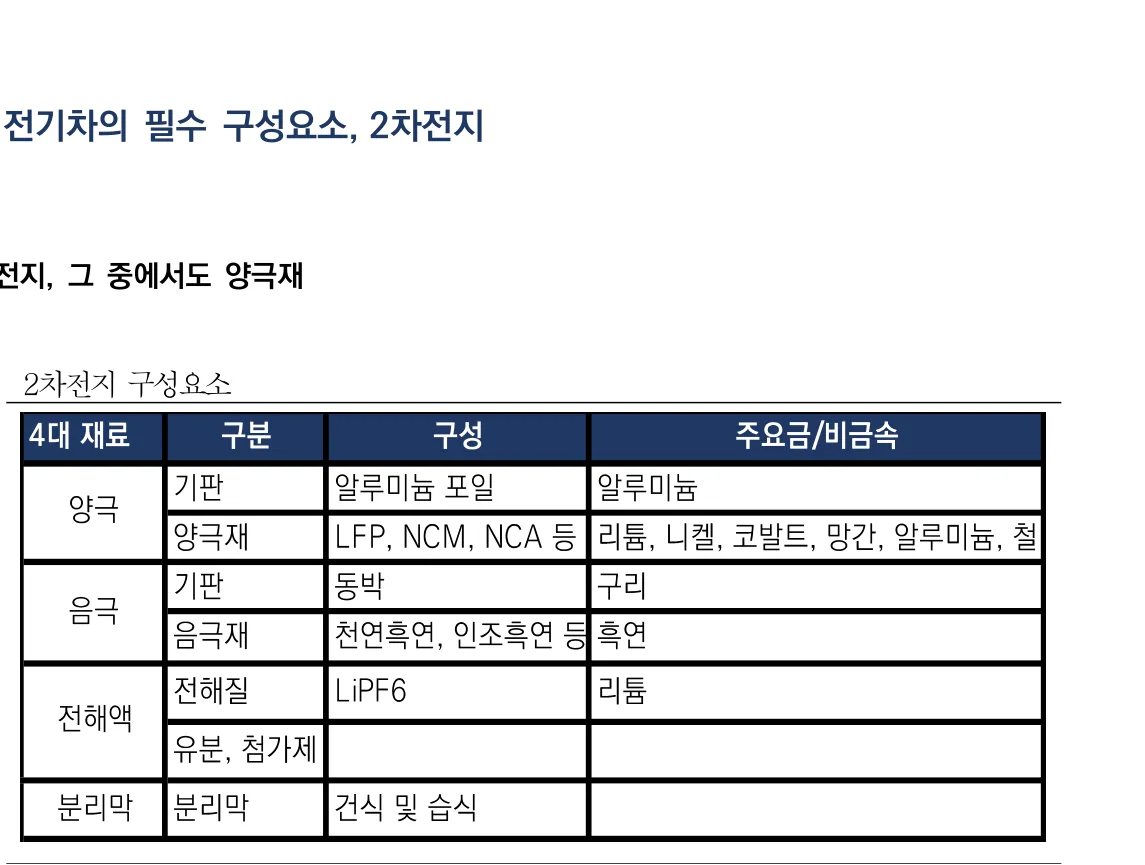 전기차의 필수 구성요소, 2차전지
전지, 그 중에서도 양극재
2차전지 구성요소
4대 재료 구분 구성 주요금/비금속
양극 기판 알루미늄 포일 알루미늄
양극재 LFP, NCM, NCA 등 리튬, 니켈, 코발트, 망간, 알루미늄, 철
음극 기판 동박 구리
음극재 천연흑연, 인조흑연 등 흑연
전해액 전해질 LiPF6 리튬
유분, 첨가제
분리막 분리막 건식 및 습식